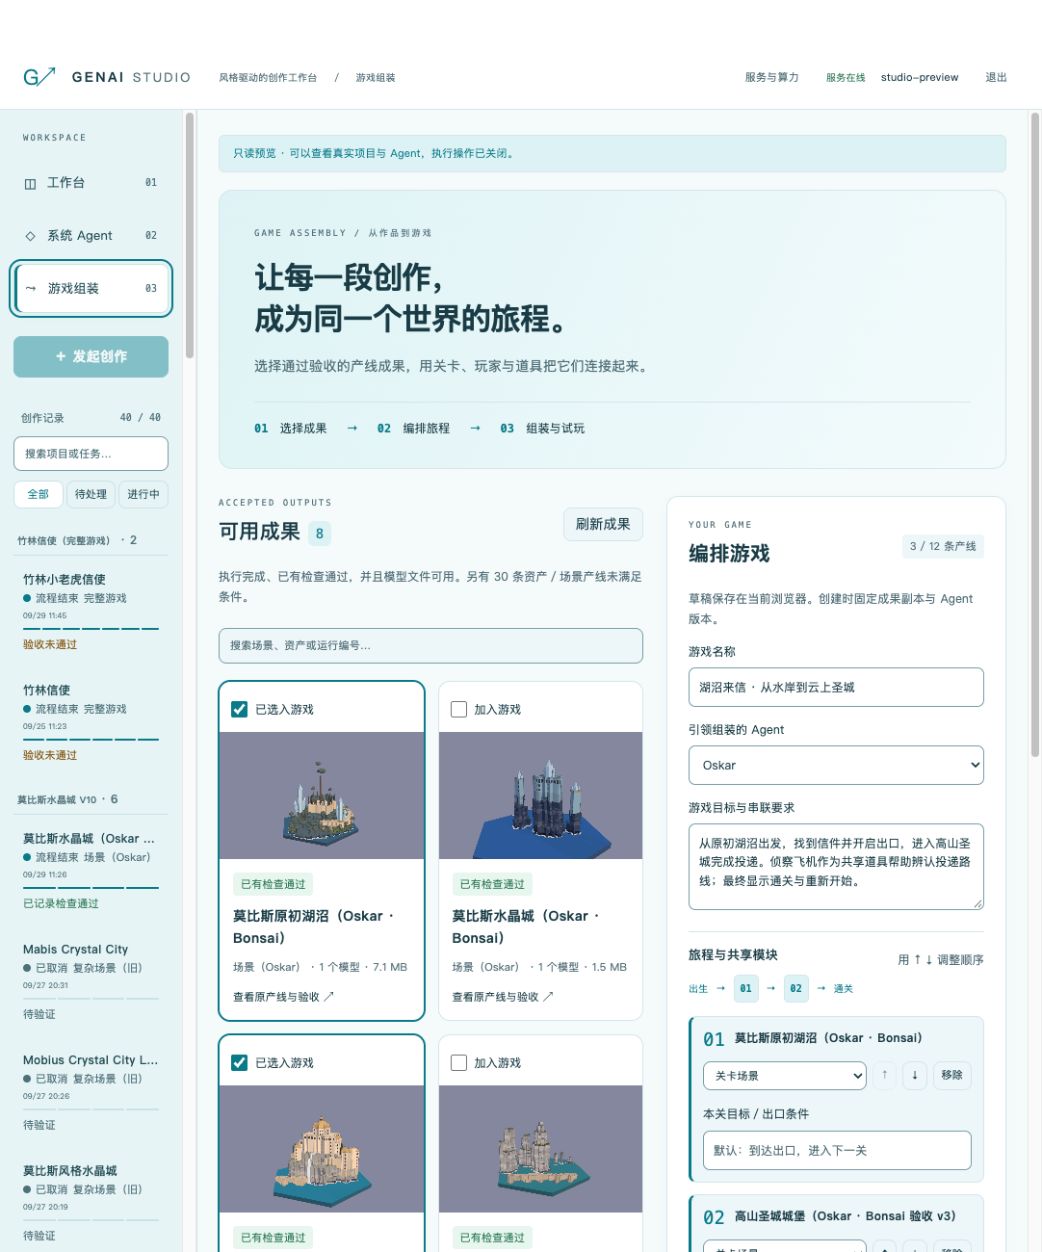 GENAI STUDIO
风格驱动的创作工作台 / 游戏组装
服务与算力
服务在线
studio-preview
退出
WORKSPACE
工作台 01
系统 Agent 02
游戏组装 03
+ 发起创作
创作记录 40 / 40
搜索项目或任务...
全部
待处理
进行中
竹林信使（完整游戏） · 2
竹林小老虎信使
流程结束 完整游戏
09/29 11:45
验收未通过
竹林信使
流程结束 完整游戏
09/25 11:23
验收未通过
莫比斯水晶城 V10 · 6
莫比斯水晶城（Oskar ...
流程结束 场景（Oskar）
09/29 11:26
已记录检查通过
Mabis Crystal City
已取消 复杂场景（旧）
09/27 20:31
待验证
Mobius Crystal City L...
已取消 复杂场景（旧）
09/27 20:26
待验证
莫比斯风格水晶城
已取消 复杂场景（旧）
09/27 20:19
待验证
只读预览 · 可以查看真实项目与 Agent，执行操作已关闭。
GAME ASSEMBLY / 从作品到游戏
让每一段创作，
成为同一个世界的旅程。
选择通过验收的产线成果，用关卡、玩家与道具把它们连接起来。
01 选择成果 → 02 编排旅程 → 03 组装与试玩
ACCEPTED OUTPUTS
可用成果 8
刷新成果
执行完成、已有检查通过，并且模型文件可用。另有 30 条资产 / 场景产线未满足
条件。
搜索场景、资产或运行编号...
已选入游戏
已有检查通过
莫比斯原初湖沼（Oskar ·
Bonsai）
场景（Oskar） · 1 个模型 · 7.1 MB
查看原产线与验收 ↗
加入游戏
已有检查通过
莫比斯水晶城（Oskar ·
Bonsai）
场景（Oskar） · 1 个模型 · 1.5 MB
查看原产线与验收 ↗
已选入游戏
已有检查通过
加入游戏
已有检查通过
YOUR GAME
编排游戏
3 / 12 条产线
草稿保存在当前浏览器。创建时固定成果副本与 Agent
版本。
游戏名称
湖沼来信 · 从水岸到云上圣城
引领组装的 Agent
Oskar
游戏目标与串联要求
从原初湖沼出发，找到信件并开启出口，进入高山圣
城完成投递。侦察飞机作为共享道具帮助辨认投递路
线；最终显示通关与重新开始。
旅程与共享模块
用 ↑ ↓ 调整顺序
出生 → 01 → 02 → 通关
01 莫比斯原初湖沼（Oskar · Bonsai）
关卡场景 ↑ ↓ 移除
本关目标 / 出口条件
默认：到达出口，进入下一关
02 高山圣城城堡（Oskar · Bonsai 验收 v3）